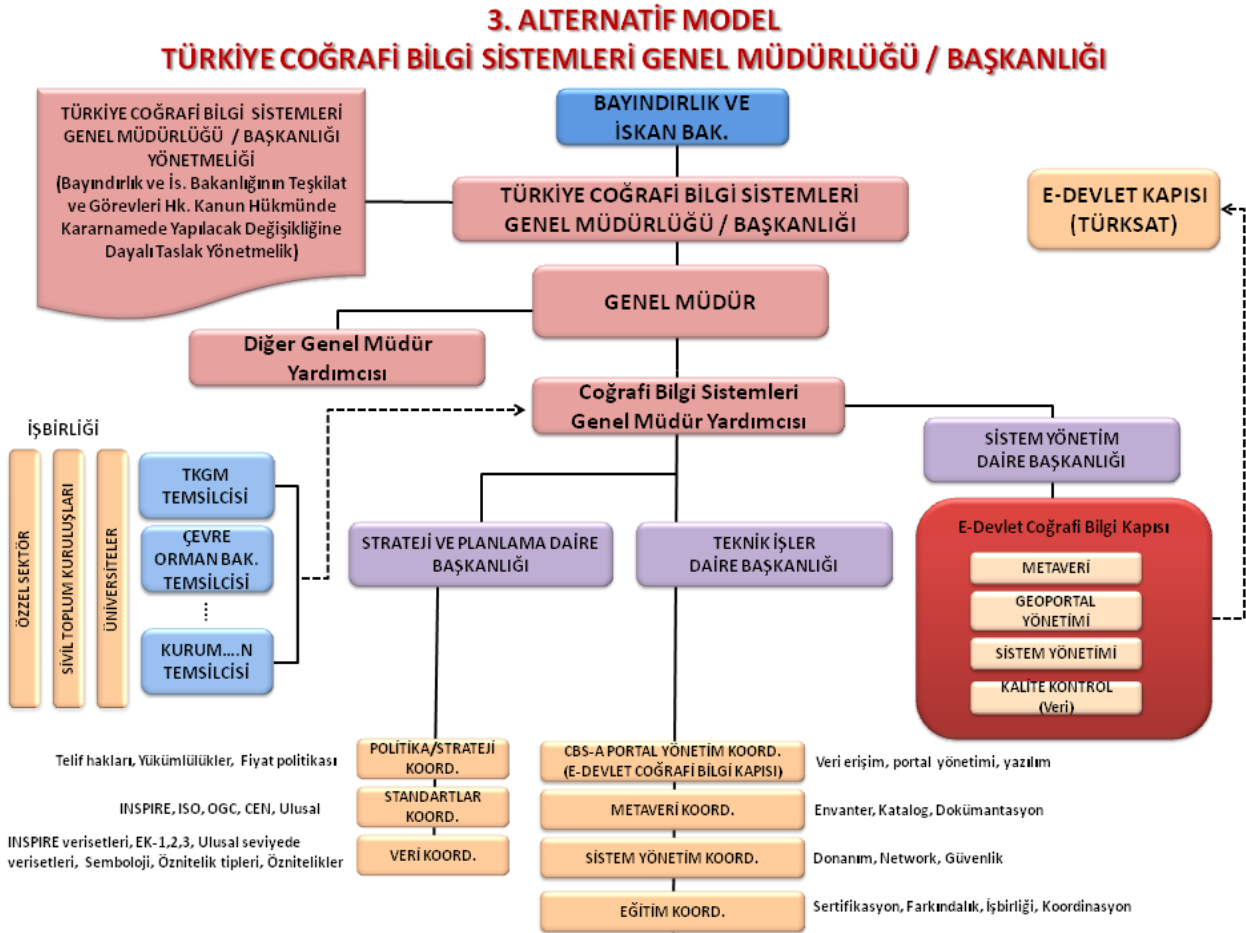 3. ALTERNATİF MODEL
TÜRKİYE COĞRAFİ BİLGİ SİSTEMLERİ GENEL MÜDÜRLÜĞÜ / BAŞKANLIĞI
TÜRKİYE COĞRAFİ BİLGİ SİSTEMLERİ
GENEL MÜDÜRLÜĞÜ / BAŞKANLIĞI
YÖNETMELİĞİ
(Bayındırlık ve İs. Bakanlığının Teşkilat
ve Görevleri Hk. Kanun Hükmünde
Kararnamede Yapılacak Değişikliğine
Dayalı Taslak Yönetmelik)
BAYINDIRLIK VE
İSKAN BAK.
TÜRKİYE COĞRAFİ BİLGİ SİSTEMLERİ
GENEL MÜDÜRLÜĞÜ / BAŞKANLIĞI
E-DEVLET KAPISI
(TÜRKSAT)
GENEL MÜDÜR
Diğer Genel Müdür
Yardımcısı
Coğrafi Bilgi Sistemleri
Genel Müdür Yardımcısı
İŞBİRLİĞİ
ÖZZEL SEKTÖR
SİVİL TOPLUM KURULUŞLARI
ÜNİVERSİTELER
TKGM
TEMSİLCİSİ
ÇEVRE
ORMAN BAK.
TEMSİLCİSİ
....
KURUM....N
TEMSİLCİSİ
STRATEJİ VE PLANLAMA DAİRE
BAŞKANLIĞI
TEKNİK İŞLER
DAİRE BAŞKANLIĞI
SİSTEM YÖNETİM
DAİRE BAŞKANLIĞI
E-Devlet Coğrafi Bilgi Kapısı
METAVERİ
GEOPORTAL
YÖNETİMİ
SİSTEM YÖNETİMİ
KALİTE KONTROL
(Veri)
Telif hakları, Yükümlülükler, Fiyat politikası
POLİTİKA/STRATEJİ
KOORD.
INSPIRE, ISO, OGC, CEN, Ulusal
STANDARTLAR
KOORD.
INSPIRE verisetleri, EK-1,2,3, Ulusal seviyede
verisetleri, Semboloji, Öznitelik tipleri, Öznitelikler
VERİ KOORD.
CBS-A PORTAL YÖNETİM KOORD.
(E-DEVLET COĞRAFİ BİLGİ KAPISI)
Veri erişim, portal yönetimi, yazılım
METAVERİ KOORD.
Envanter, Katalog, Dokümantasyon
SİSTEM YÖNETİM KOORD.
Donanım, Network, Güvenlik
EĞİTİM KOORD.
Sertifikasyon, Farkındalık, İşbirliği, Koordinasyon